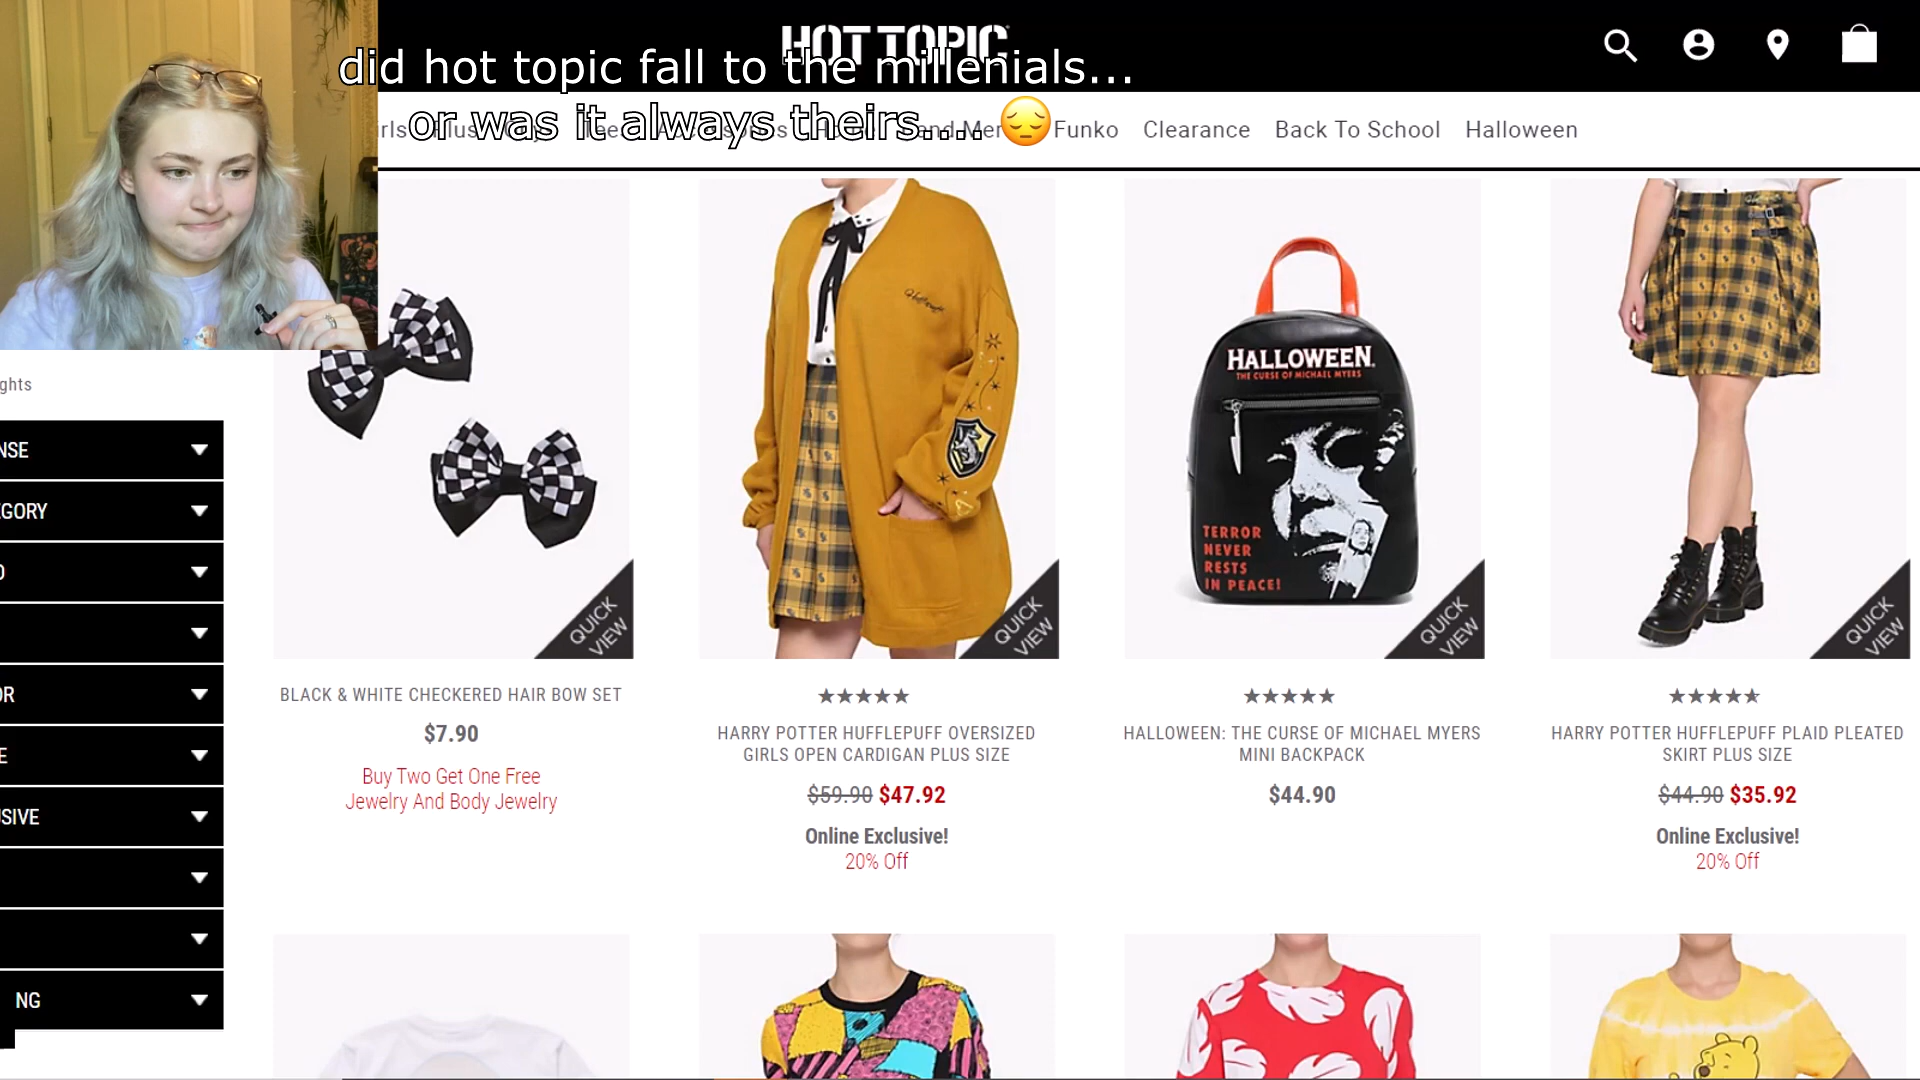 HOT TOPIC
did hot topic fall to the millenials...
or was it always theirs.... 😔
Funko Clearance Back To School Halloween
ghts
NSE
EGORY
OR
USIVE
NG
HALLOWEEN
THE CURSE OF MICHAEL MYERS
TERROR
NEVER
RESTS
IN PEACE!
QUICK
VIEW
QUICK
VIEW
QUICK
VIEW
QUICK
VIEW
BLACK & WHITE CHECKERED HAIR BOW SET
$7.90
Buy Two Get One Free
Jewelry And Body Jewelry
★★★★★
HARRY POTTER HUFFLEPUFF OVERSIZED
GIRLS OPEN CARDIGAN PLUS SIZE
$59.90 $47.92
Online Exclusive!
20% Off
★★★★★
HALLOWEEN: THE CURSE OF MICHAEL MYERS
MINI BACKPACK
$44.90
HARRY POTTER HUFFLEPUFF PLAID PLEATED
SKIRT PLUS SIZE
$44.90 $35.92
Online Exclusive!
20% Off